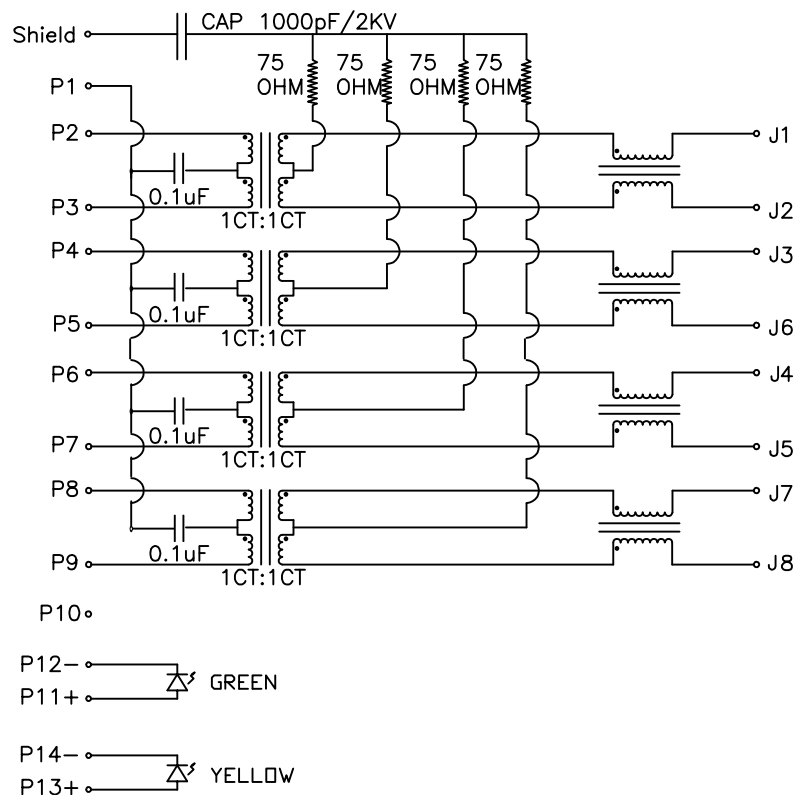 Shield CAP 1000pF/2KV
75 75 75 75
OHM OHM OHM OHM
P1
P2 J1
0.1uF
P3 J2
1CT:1CT
P4 J3
0.1uF
P5 J6
1CT:1CT
P6 J4
0.1uF
P7 J5
1CT:1CT
P8 J7
0.1uF
P9 J8
1CT:1CT
P10
P12-
GREEN
P11+
P14-
YELLOW
P13+